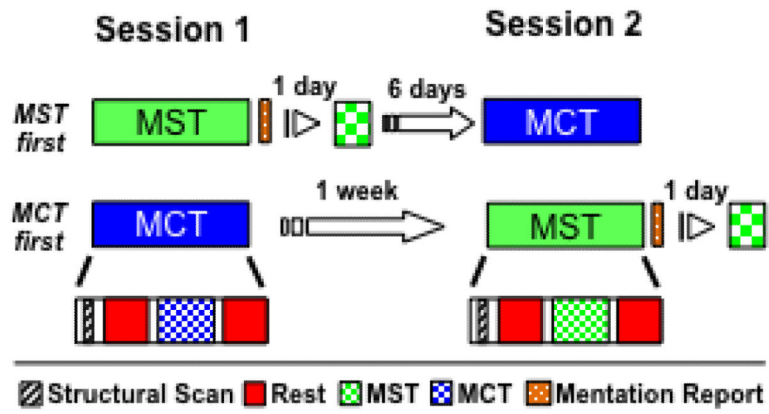 Session 1
Session 2
MST first
MST
1 day
6 days
MCT
MCT first
MCT
1 week
MST
1 day
Structural Scan Rest MST MCT Mentation Report